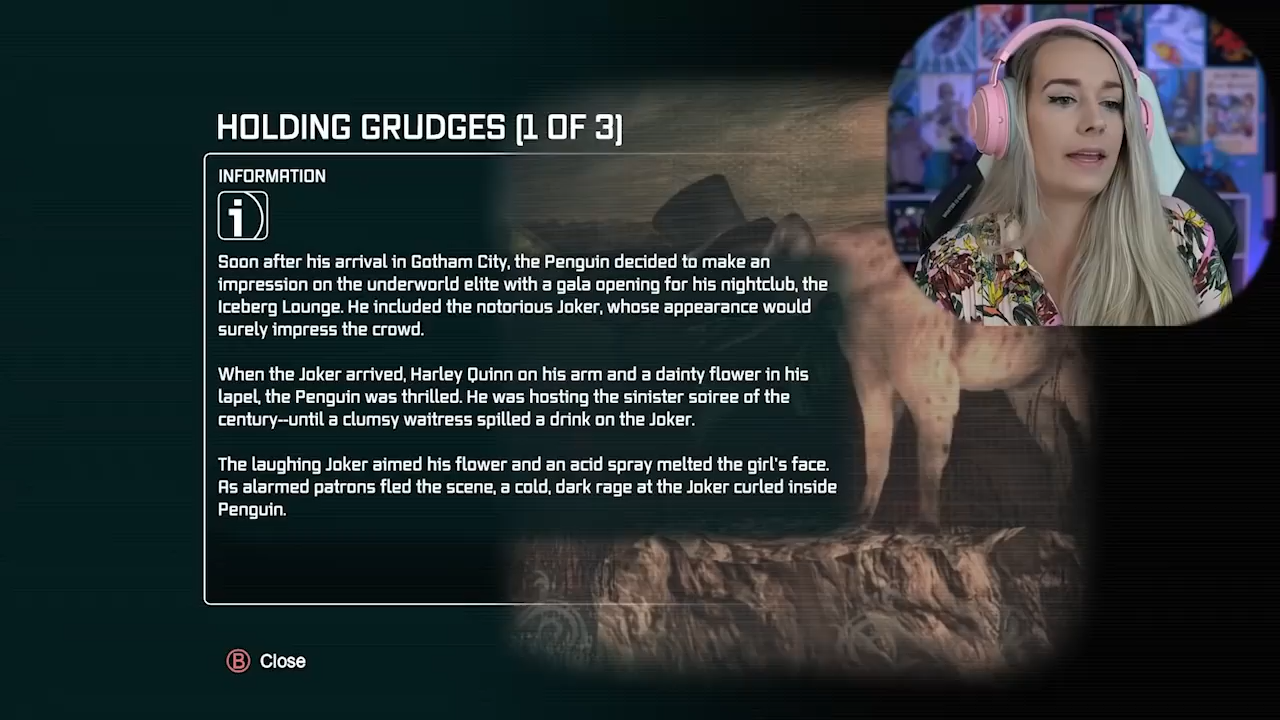 HOLDING GRUDGES (1 OF 3)
INFORMATION
Soon after his arrival in Gotham City, the Penguin decided to make an
impression on the underworld elite with a gala opening for his nightclub, the
Iceberg Lounge. He included the notorious Joker, whose appearance would
surely impress the crowd.
When the Joker arrived, Harley Quinn on his arm and a dainty flower in his
lapel, the Penguin was thrilled. He was hosting the sinister soiree of the
century--until a clumsy waitress spilled a drink on the Joker.
The laughing Joker aimed his flower and an acid spray melted the girl's face.
As alarmed patrons fled the scene, a cold, dark rage at the Joker curled inside
Penguin.
B Close